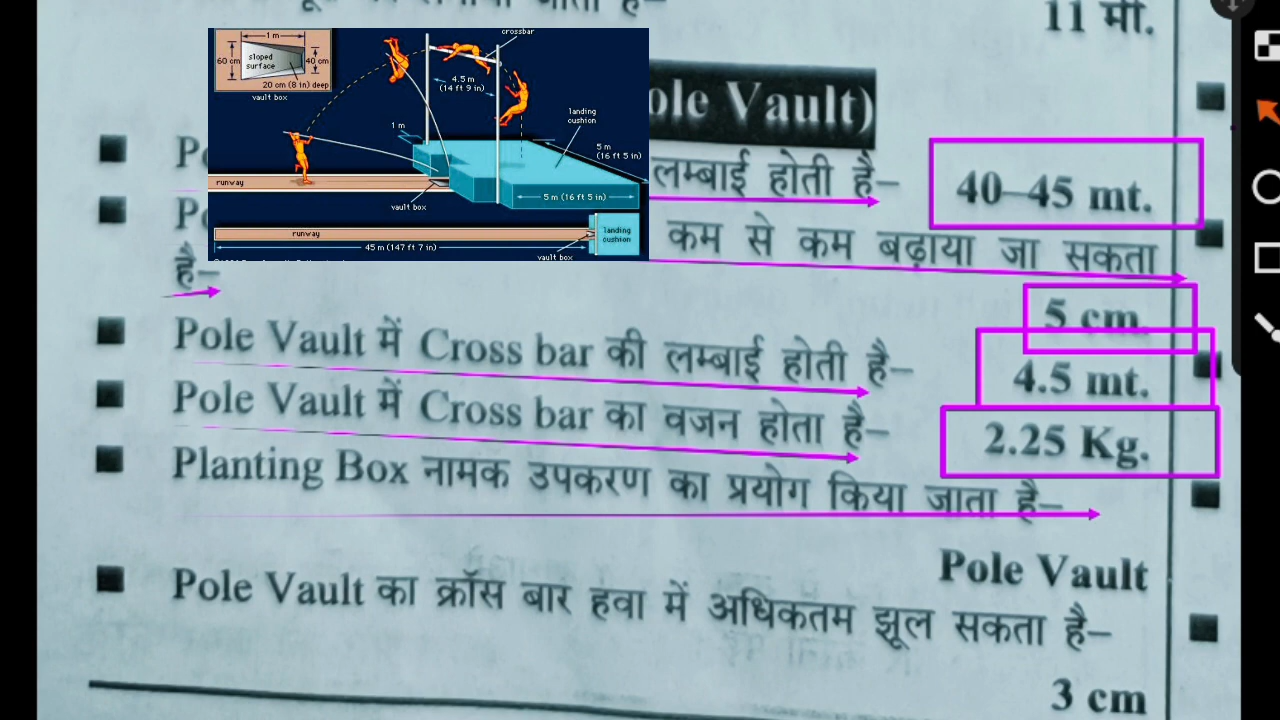 11 मी.
ole Vault)
1 m
60 cm
sloped
surface
40 cm
20 cm (8 in) deep
vault box
crossbar
4.5 m
(14 ft 9 in)
landing
cushion
1 m
5 m
(16 ft 5 in)
runway
vault box
5 m (16 ft 5 in)
runway
landing
cushion
45 m (147 ft 7 in)
vault box
लम्बाई होती है– 40–45 mt.
कम से कम बढ़ाया जा सकता
है–
5 cm.
Pole Vault में Cross bar की लम्बाई होती है– 4.5 mt.
Pole Vault में Cross bar का वजन होता है– 2.25 Kg.
Planting Box नामक उपकरण का प्रयोग किया जाता है–
Pole Vault
Pole Vault का क्रॉस बार हवा में अधिकतम झूल सकता है–
3 cm